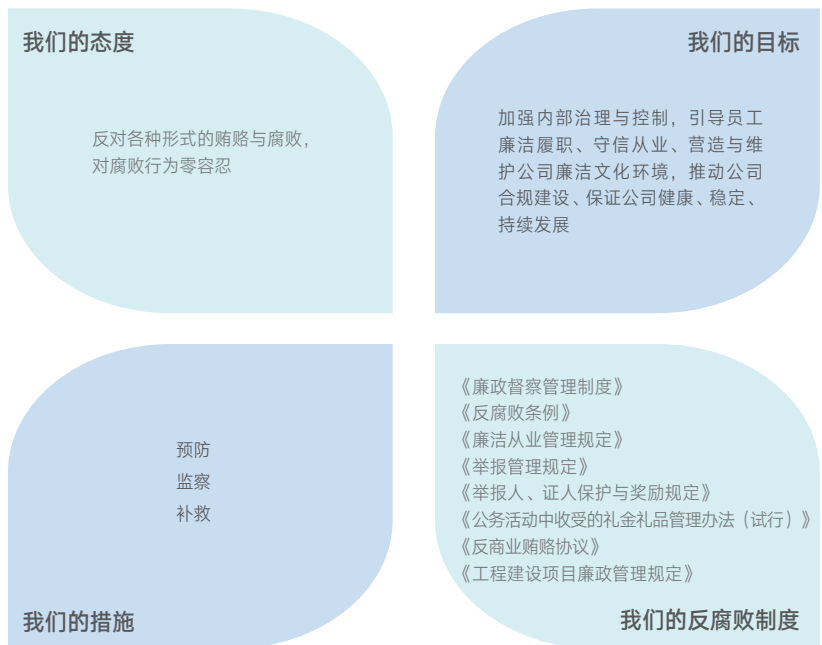 我们的态度
反对各种形式的贿赂与腐败，
对腐败行为零容忍
我们的目标
加强内部治理与控制，引导员工
廉洁履职、守信从业、营造与维
护公司廉洁文化环境，推动公司
合规建设、保证公司健康、稳定、
持续发展
预防
监察
补救
我们的措施
《廉政督察管理制度》
《反腐败条例》
《廉洁从业管理规定》
《举报管理规定》
《举报人、证人保护与奖励规定》
《公务活动中收受的礼金礼品管理办法（试行）》
《反商业贿赂协议》
《工程建设项目廉政管理规定》
我们的反腐败制度